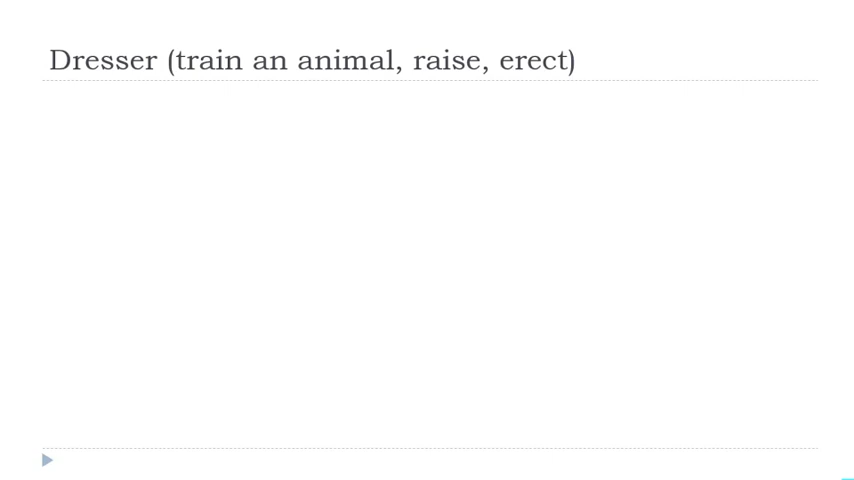 Dresser (train an animal, raise, erect)